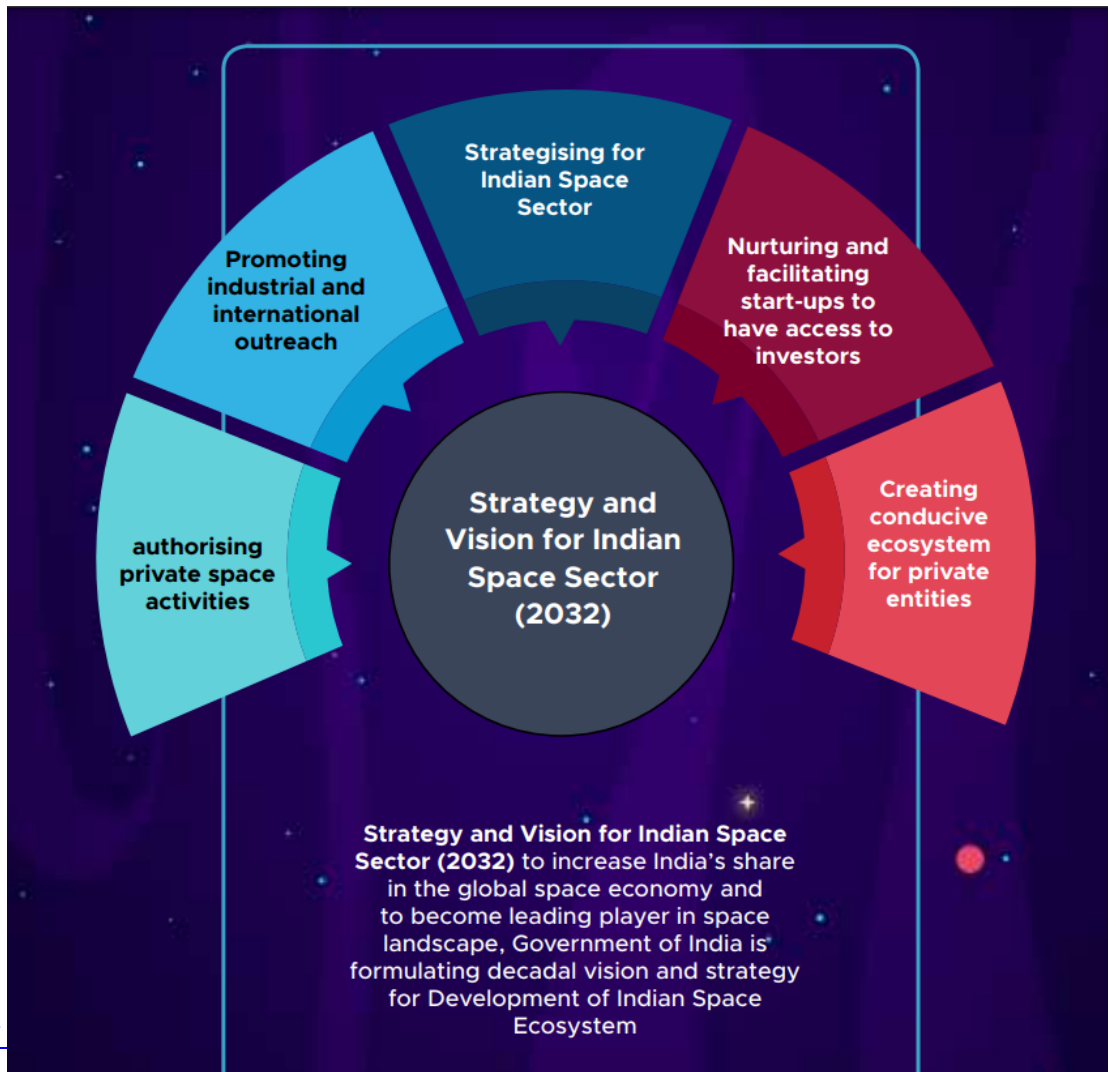 Strategising for
Indian Space
Sector
Promoting
industrial and
international
outreach
Nurturing and
facilitating
start-ups to
have access to
investors
authorising
private space
activities
Creating
conducive
ecosystem
for private
entities
Strategy and
Vision for Indian
Space Sector
(2032)
Strategy and Vision for Indian Space
Sector (2032) to increase India’s share
in the global space economy and
to become leading player in space
landscape, Government of India is
formulating decadal vision and strategy
for Development of Indian Space
Ecosystem